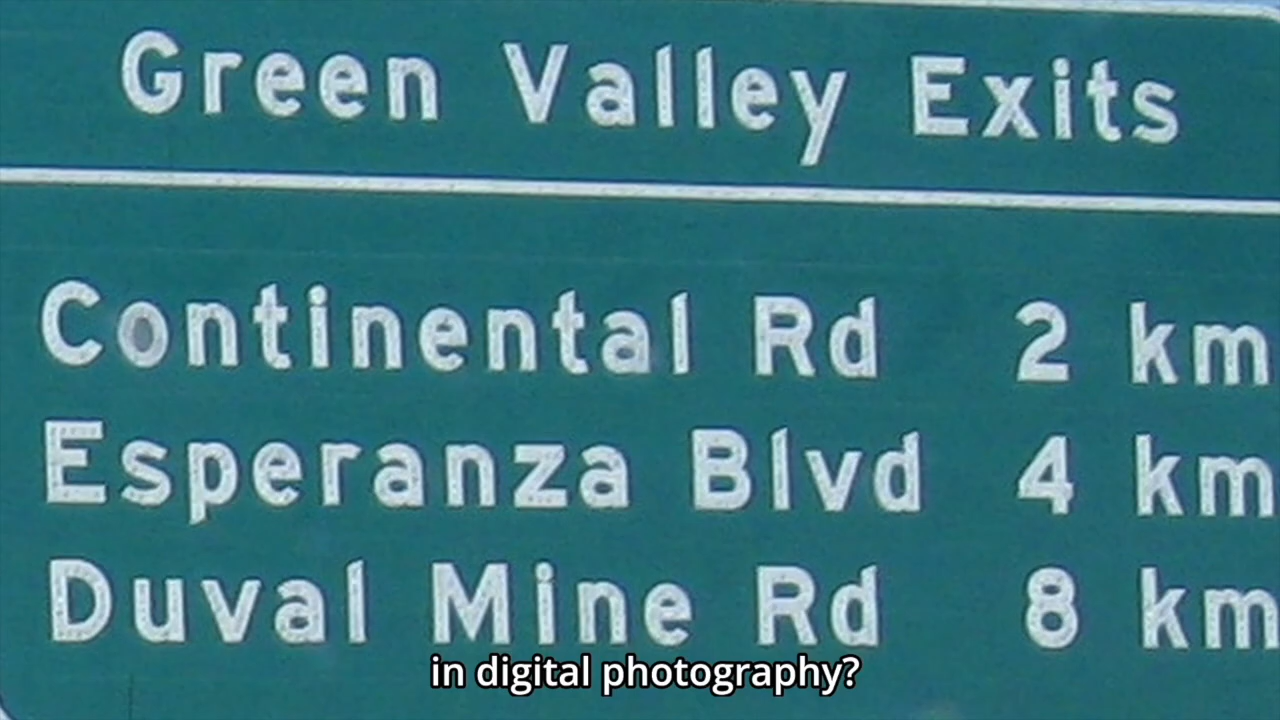 Green Valley Exits
Continental Rd 2 km
Esperanza Blvd 4 km
Duval Mine Rd 8 km
in digital photography?